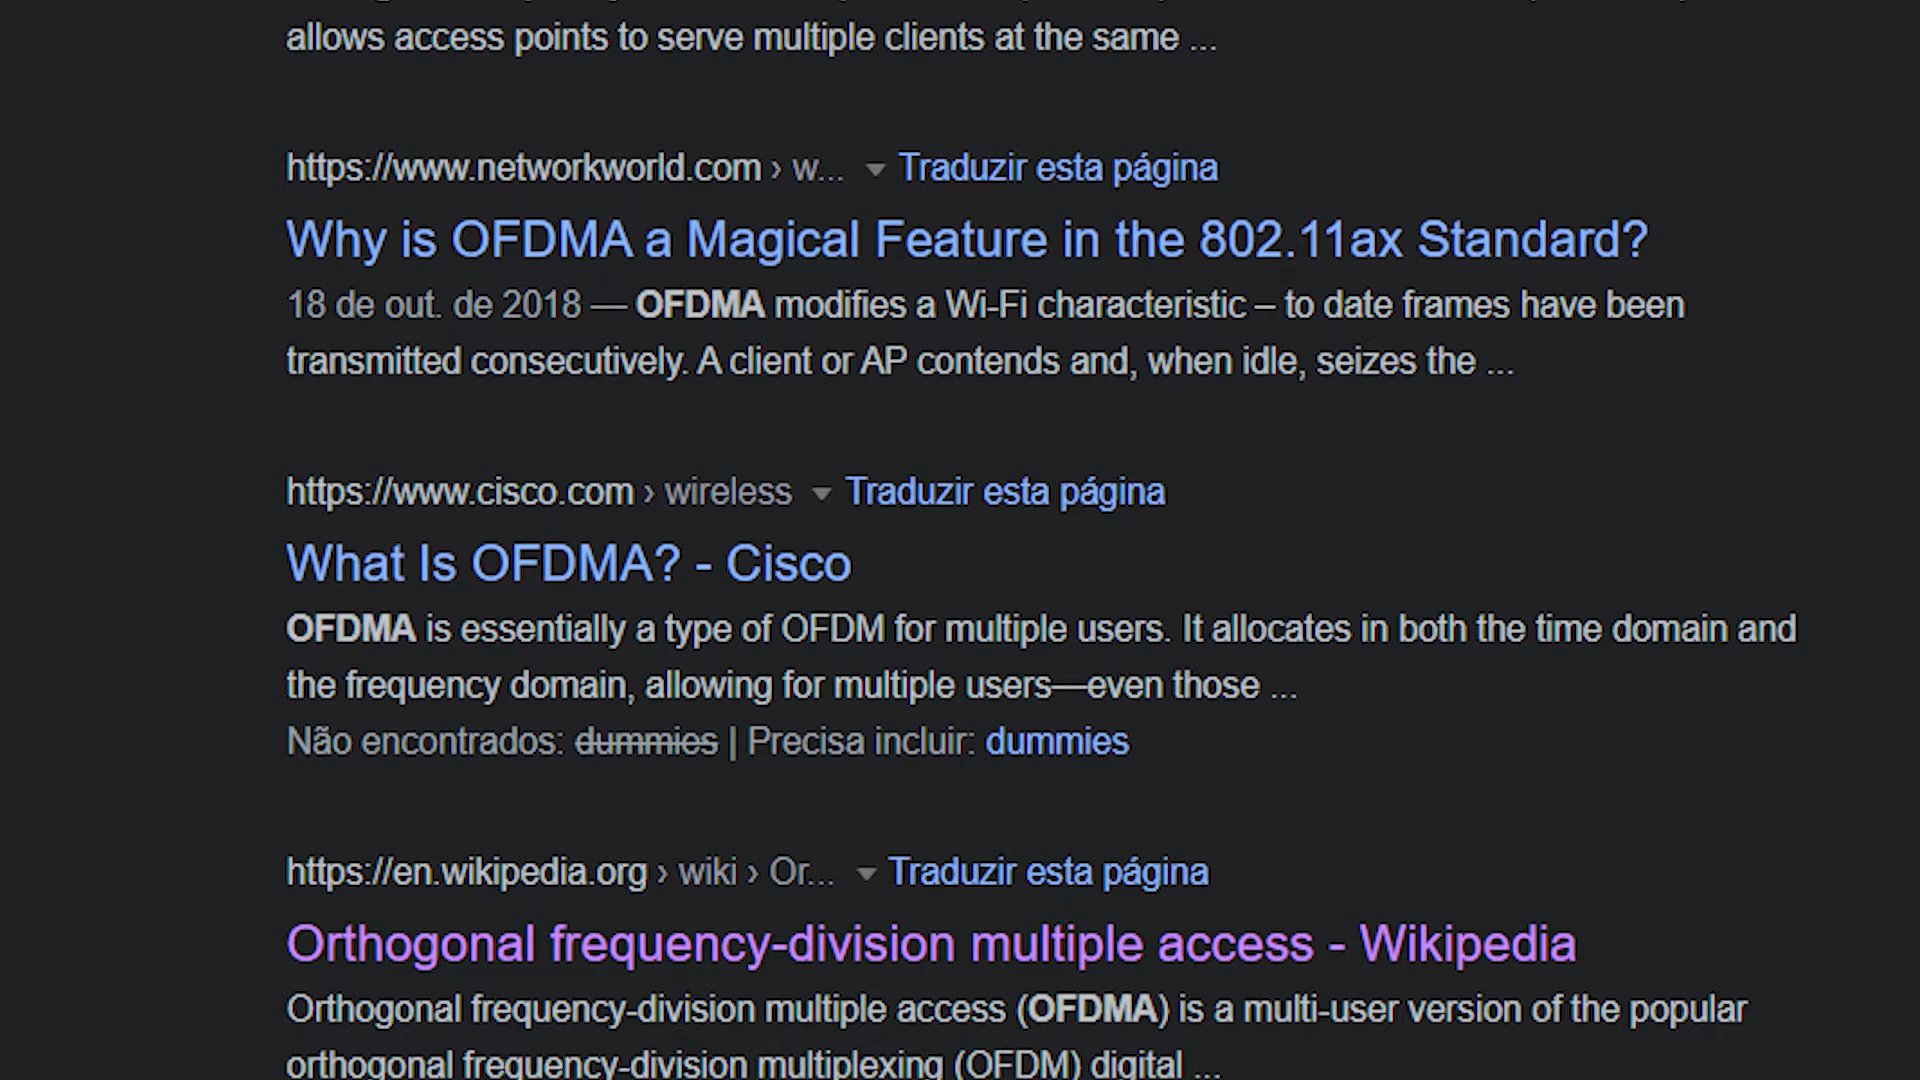 allows access points to serve multiple clients at the same ...
https://www.networkworld.com › w... Traduzir esta página
Why is OFDMA a Magical Feature in the 802.11ax Standard?
18 de out. de 2018 — OFDMA modifies a Wi-Fi characteristic – to date frames have been
transmitted consecutively. A client or AP contends and, when idle, seizes the ...
https://www.cisco.com › wireless Traduzir esta página
What Is OFDMA? - Cisco
OFDMA is essentially a type of OFDM for multiple users. It allocates in both the time domain and
the frequency domain, allowing for multiple users—even those ...
Não encontrados: dummies | Precisa incluir: dummies
https://en.wikipedia.org › wiki › Or... Traduzir esta página
Orthogonal frequency-division multiple access - Wikipedia
Orthogonal frequency-division multiple access (OFDMA) is a multi-user version of the popular
orthogonal frequency-division multiplexing (OFDM) digital ...